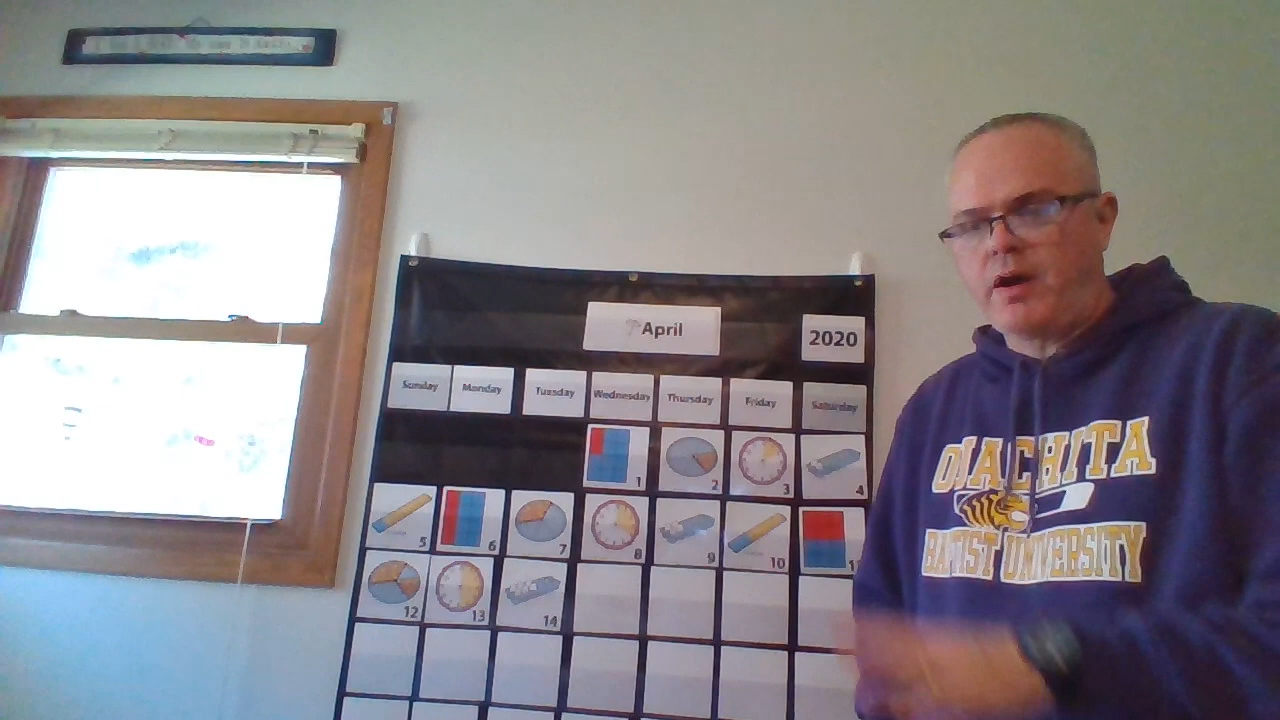 April
2020
Sunday Monday Tuesday Wednesday Thursday Friday Saturday
1 2 3 4
5 6 7 8 9 10
12 13 14
OUACHITA
BAPTIST UNIVERSITY